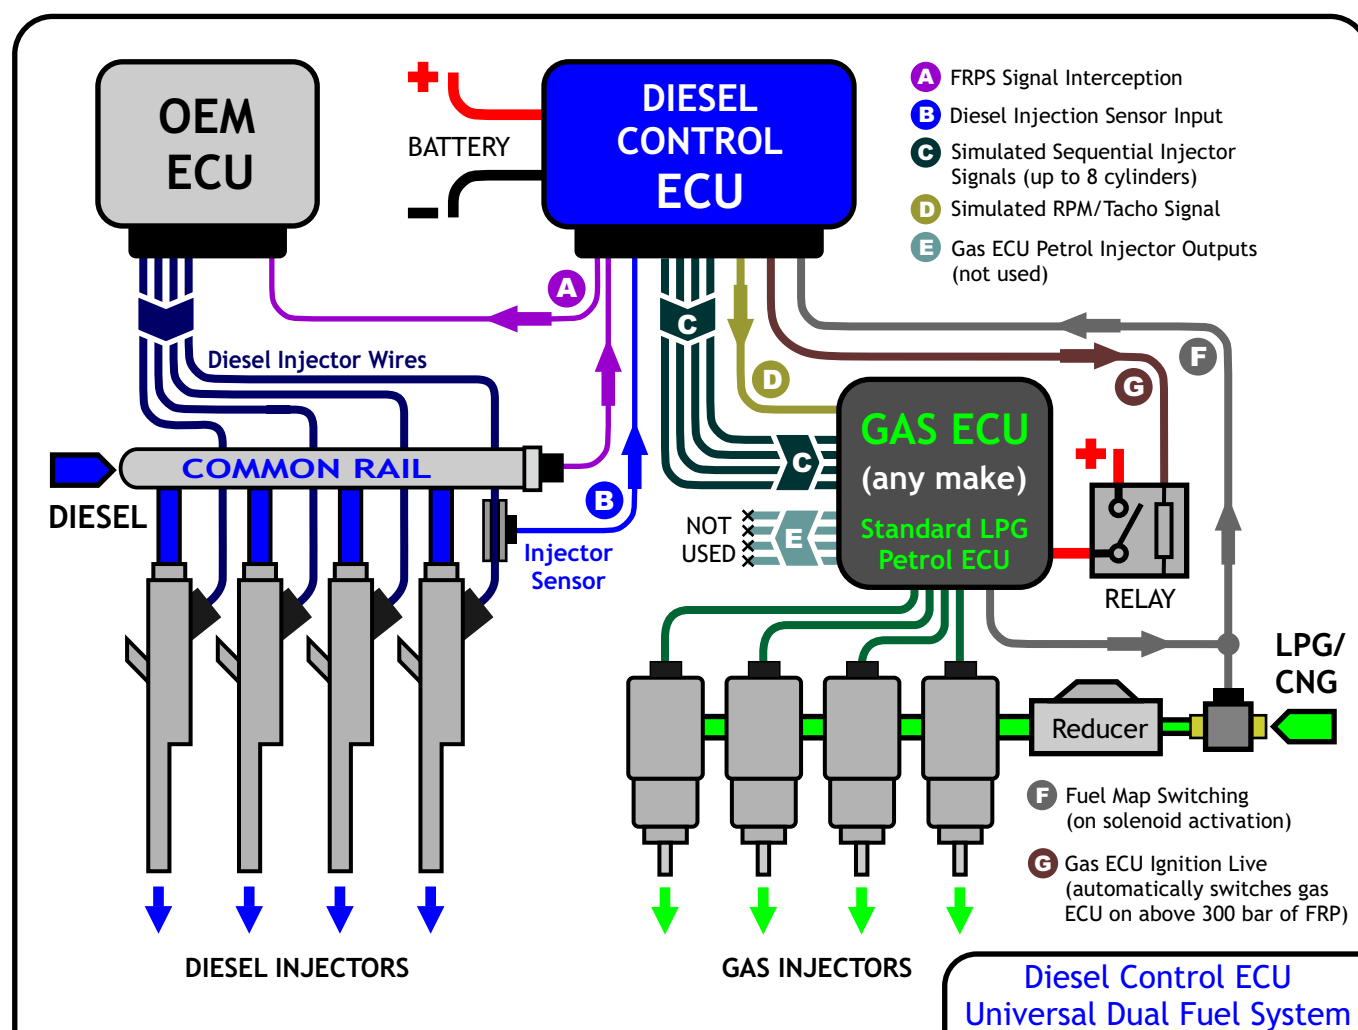 OEM
ECU
BATTERY
DIESEL
CONTROL
ECU
A FRPS Signal Interception
B Diesel Injection Sensor Input
C Simulated Sequential Injector
Signals (up to 8 cylinders)
D Simulated RPM/Tacho Signal
E Gas ECU Petrol Injector Outputs
(not used)
A
C
F
Diesel Injector Wires
D
G
GAS ECU
(any make)
Standard LPG
Petrol ECU
COMMON RAIL
C
DIESEL
B
Injector
Sensor
NOT
USED
E
RELAY
LPG/
CNG
Reducer
F Fuel Map Switching
(on solenoid activation)
G Gas ECU Ignition Live
(automatically switches gas
ECU on above 300 bar of FRP)
DIESEL INJECTORS
GAS INJECTORS
Diesel Control ECU
Universal Dual Fuel System